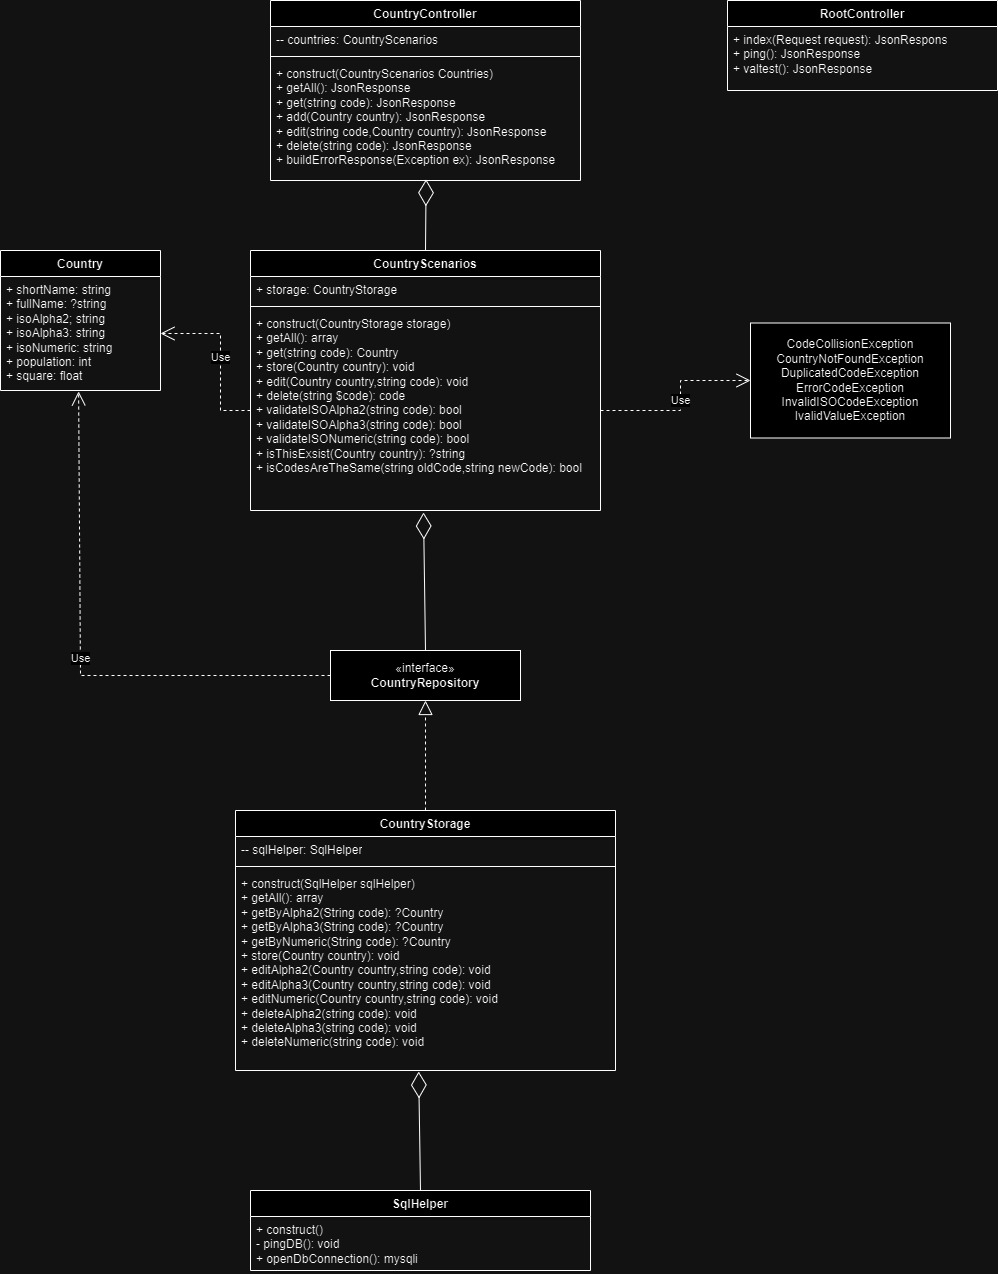 CountryController
-- countries: CountryScenarios
+ construct(CountryScenarios Countries)
+ getAll(): JsonResponse
+ get(string code): JsonResponse
+ add(Country country): JsonResponse
+ edit(string code,Country country): JsonResponse
+ delete(string code): JsonResponse
+ buildErrorResponse(Exception ex): JsonResponse
RootController
+ index(Request request): JsonRespons
+ ping(): JsonResponse
+ valtest(): JsonResponse
Country
+ shortName: string
+ fullName: ?string
+ isoAlpha2; string
+ isoAlpha3: string
+ isoNumeric: string
+ population: int
+ square: float
Use
CountryScenarios
+ storage: CountryStorage
+ construct(CountryStorage storage)
+ getAll(): array
+ get(string code): Country
+ store(Country country): void
+ edit(Country country,string code): void
+ delete(string $code): code
+ validateISOAlpha2(string code): bool
+ validateISOAlpha3(string code): bool
+ validateISONumeric(string code): bool
+ isThisExsist(Country country): ?string
+ isCodesAreTheSame(string oldCode,string newCode): bool
Use
CodeCollisionException
CountryNotFoundException
DuplicatedCodeException
ErrorCodeException
InvalidISOCodeException
IvalidValueException
Use
«interface»
CountryRepository
CountryStorage
-- sqlHelper: SqlHelper
+ construct(SqlHelper sqlHelper)
+ getAll(): array
+ getByAlpha2(String code): ?Country
+ getByAlpha3(String code): ?Country
+ getByNumeric(String code): ?Country
+ store(Country country): void
+ editAlpha2(Country country,string code): void
+ editAlpha3(Country country,string code): void
+ editNumeric(Country country,string code): void
+ deleteAlpha2(string code): void
+ deleteAlpha3(string code): void
+ deleteNumeric(string code): void
SqlHelper
+ construct()
- pingDB(): void
+ openDbConnection(): mysqli